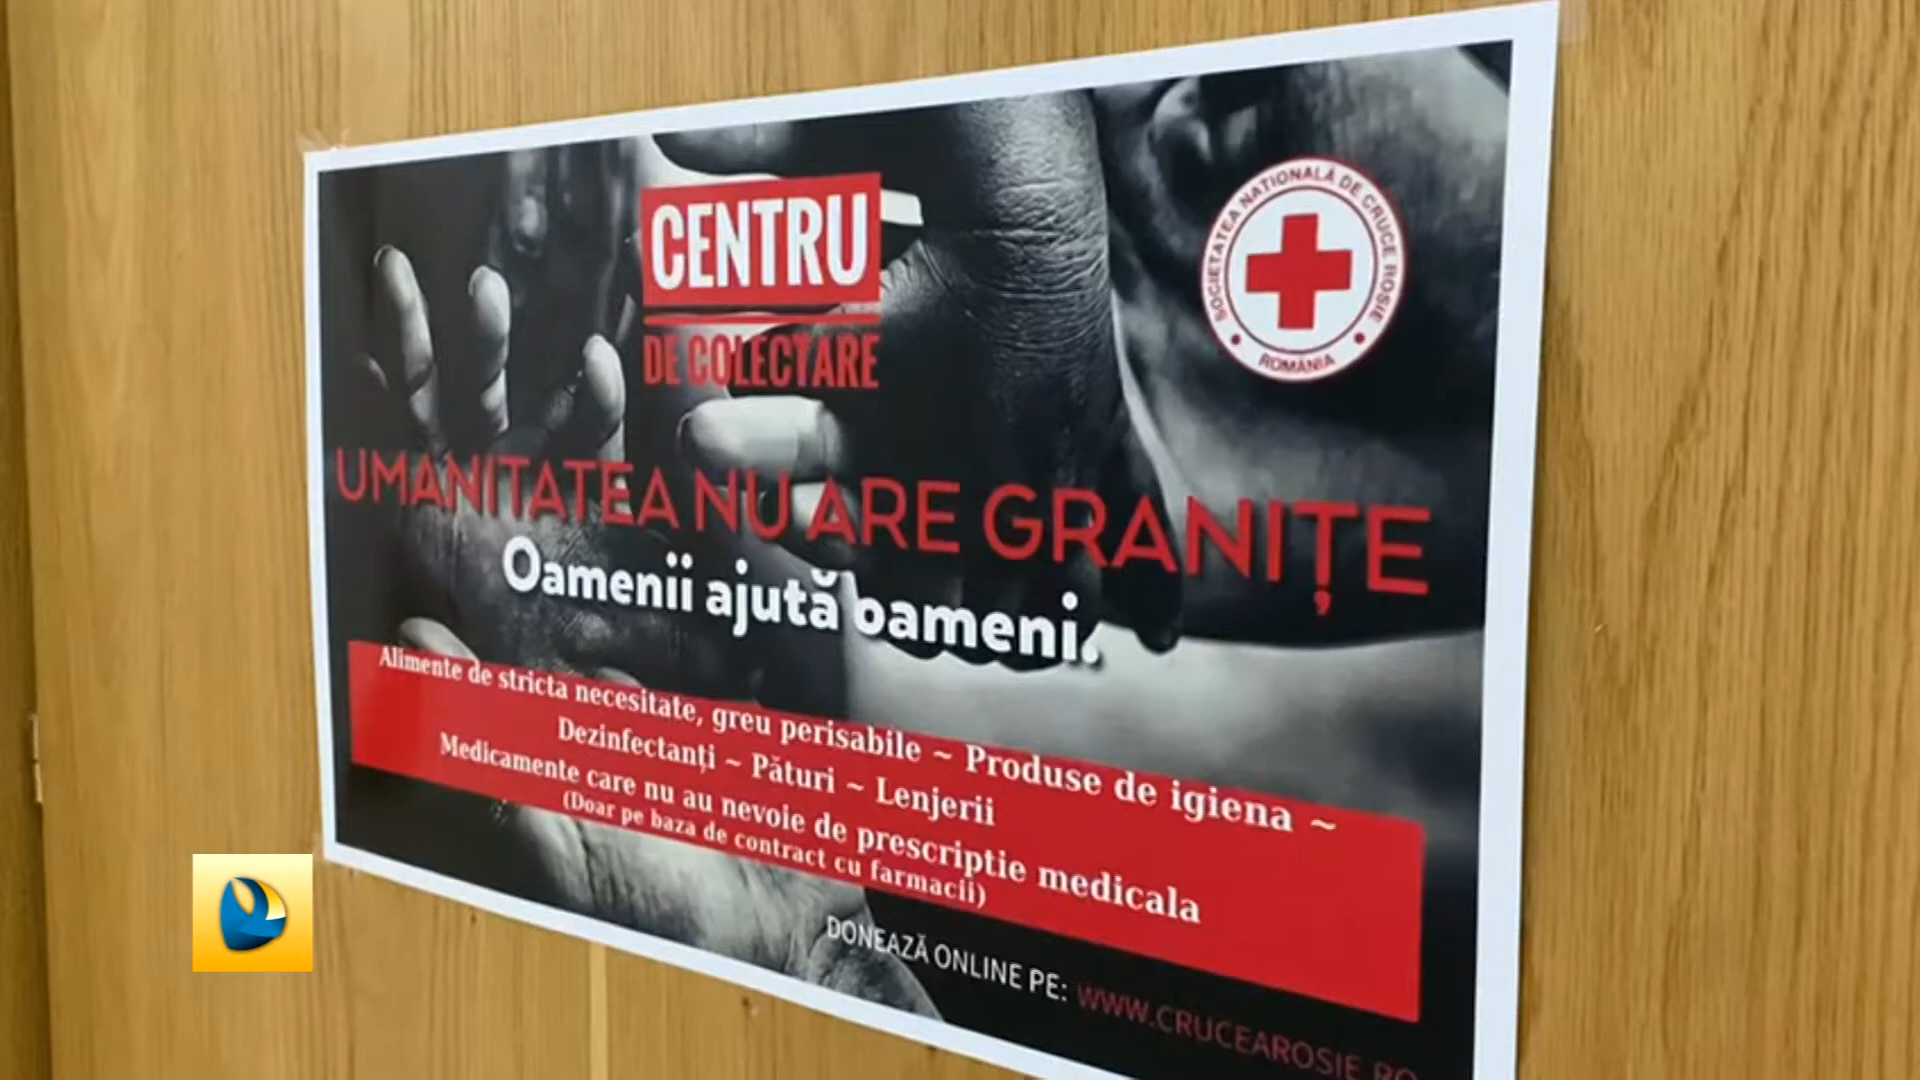 CENTRU
DE COLECTARE
SOCIETATEA NAȚIONALĂ DE CRUCE ROȘIE
ROMÂNIA
UMANITATEA NU ARE GRANIȚE
Oamenii ajută oameni.
Alimente de stricta necesitate, greu perisabile ~ Produse de igiena ~
Dezinfectanți ~ Pături ~ Lenjerii
Medicamente care nu au nevoie de prescriptie medicala
(Doar pe baza de contract cu farmacii)
DONEAZĂ ONLINE PE: WWW.CRUCEAROSIE.RO